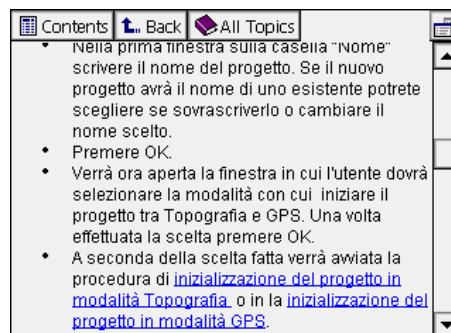 Contents Back All Topics
• Nella prima finestra sulla casella "Nome"
scrivere il nome del progetto. Se il nuovo
progetto avrà il nome di uno esistente potrete
scegliere se sovrascriverlo o cambiare il
nome scelto.
• Premere OK.
• Verrà ora aperta la finestra in cui l'utente dovrà
selezionare la modalità con cui iniziare il
progetto tra Topografia e GPS. Una volta
effettuata la scelta premere OK.
• A seconda della scelta fatta verrà avviata la
procedura di inizializzazione del progetto in
modalità Topografia o in la inizializzazione del
progetto in modalità GPS.